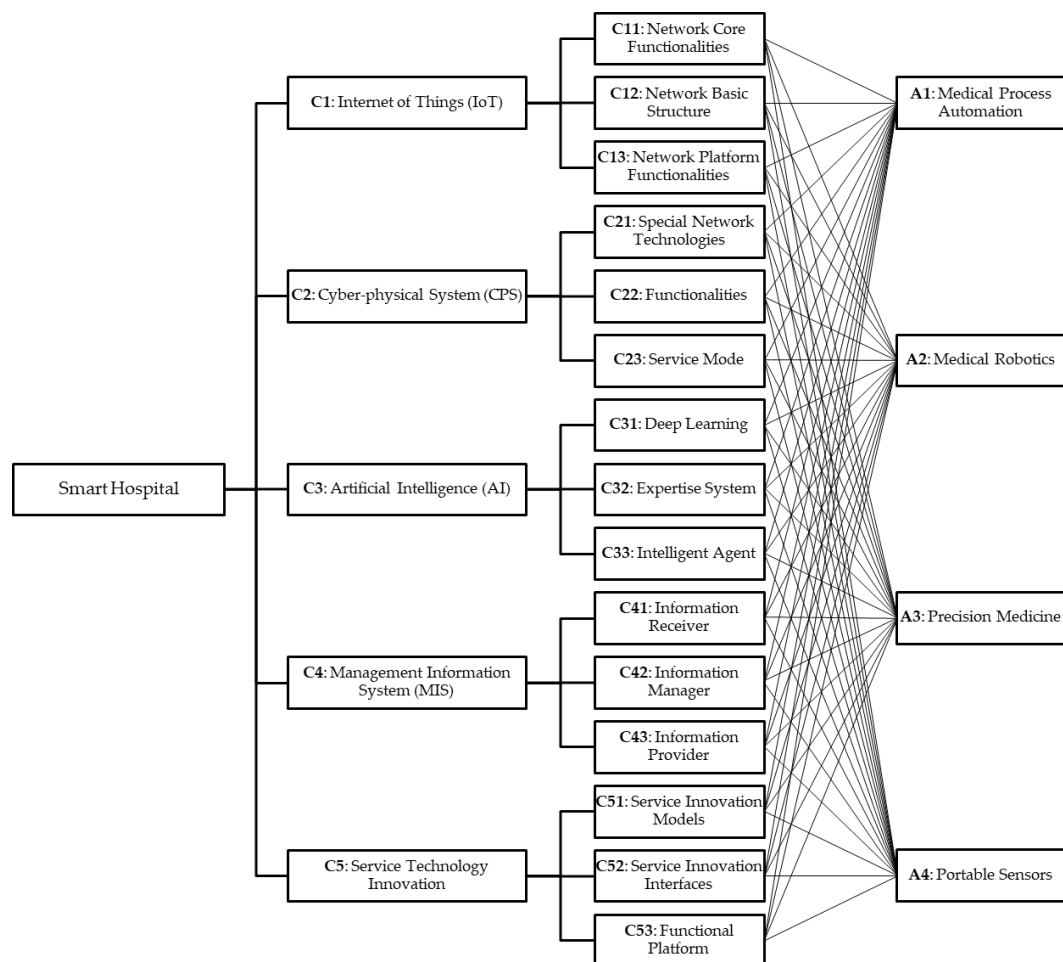 Smart Hospital
C1: Internet of Things (IoT)
C2: Cyber-physical System (CPS)
C3: Artificial Intelligence (AI)
C4: Management Information
System (MIS)
C5: Service Technology
Innovation
C11: Network Core
Functionalities
C12: Network Basic
Structure
C13: Network Platform
Functionalities
C21: Special Network
Technologies
C22: Functionalities
C23: Service Mode
C31: Deep Learning
C32: Expertise System
C33: Intelligent Agent
C41: Information
Receiver
C42: Information
Manager
C43: Information
Provider
C51: Service Innovation
Models
C52: Service Innovation
Interfaces
C53: Functional
Platform
A1: Medical Process
Automation
A2: Medical Robotics
A3: Precision Medicine
A4: Portable Sensors